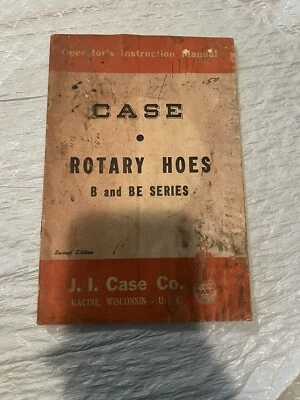 Operator's Instruction Manual
CASE
ROTARY HOES
B and BE SERIES
Second Edition
J. I. Case Co.
RACINE, WISCONSIN - U.S.A.